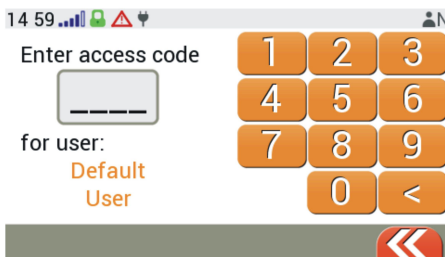 14 59
N
Enter access code
_ _ _ _
for user:
Default
User
1 2 3
4 5 6
7 8 9
0 <